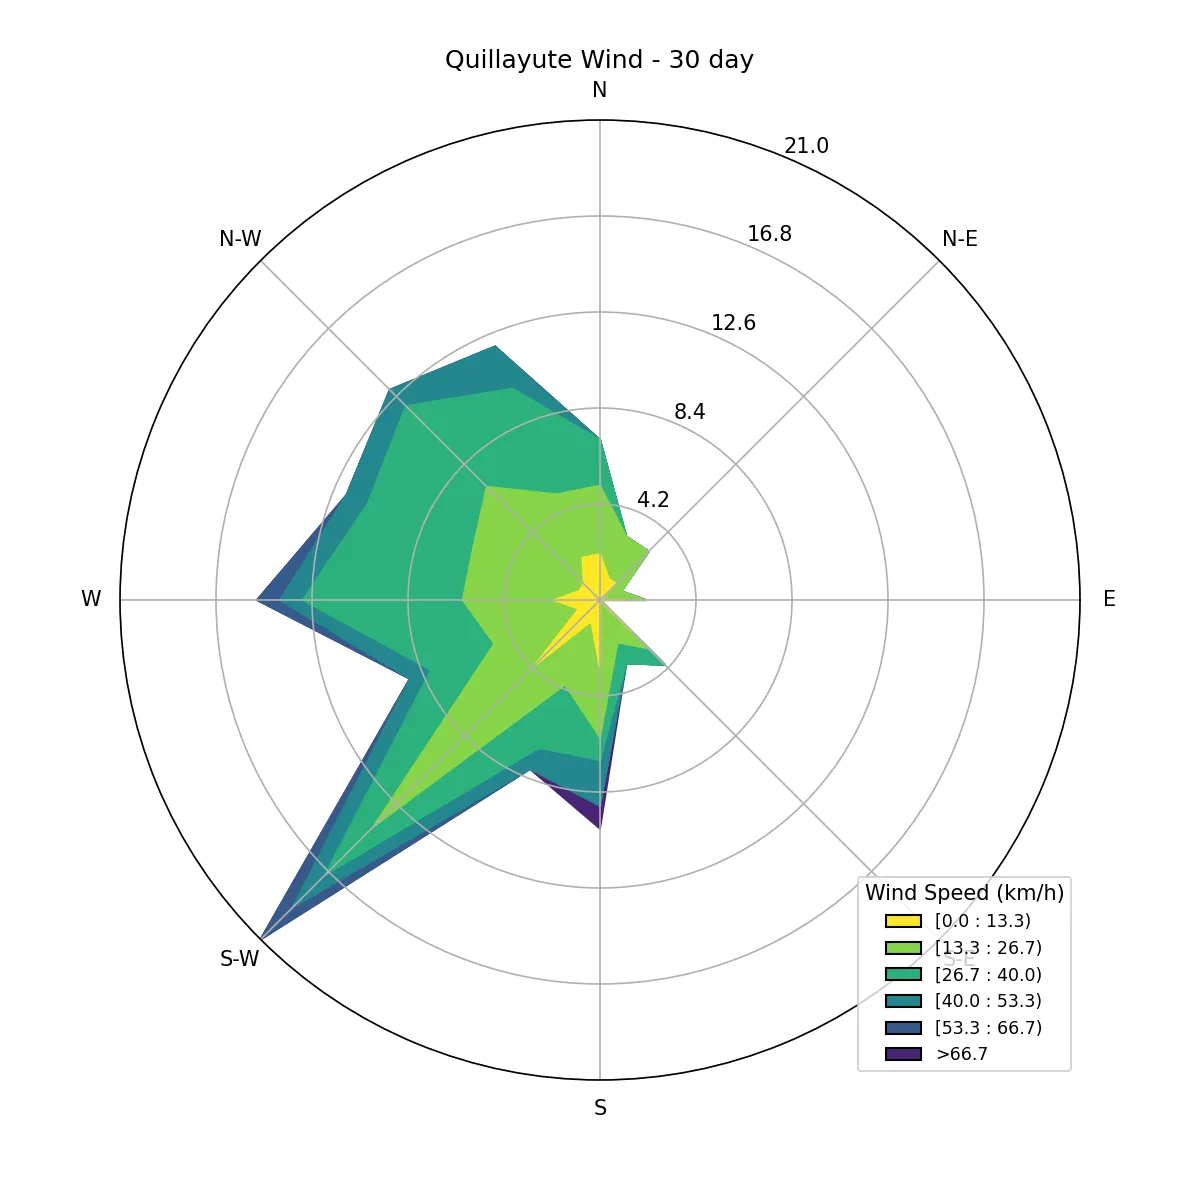 Quillayute Wind - 30 day
N
21.0
16.8
N-W
N-E
12.6
8.4
4.2
W
E
S-W
S-E
Wind Speed (km/h)
[0.0 : 13.3)
[13.3 : 26.7)
[26.7 : 40.0)
[40.0 : 53.3)
[53.3 : 66.7)
>66.7
S